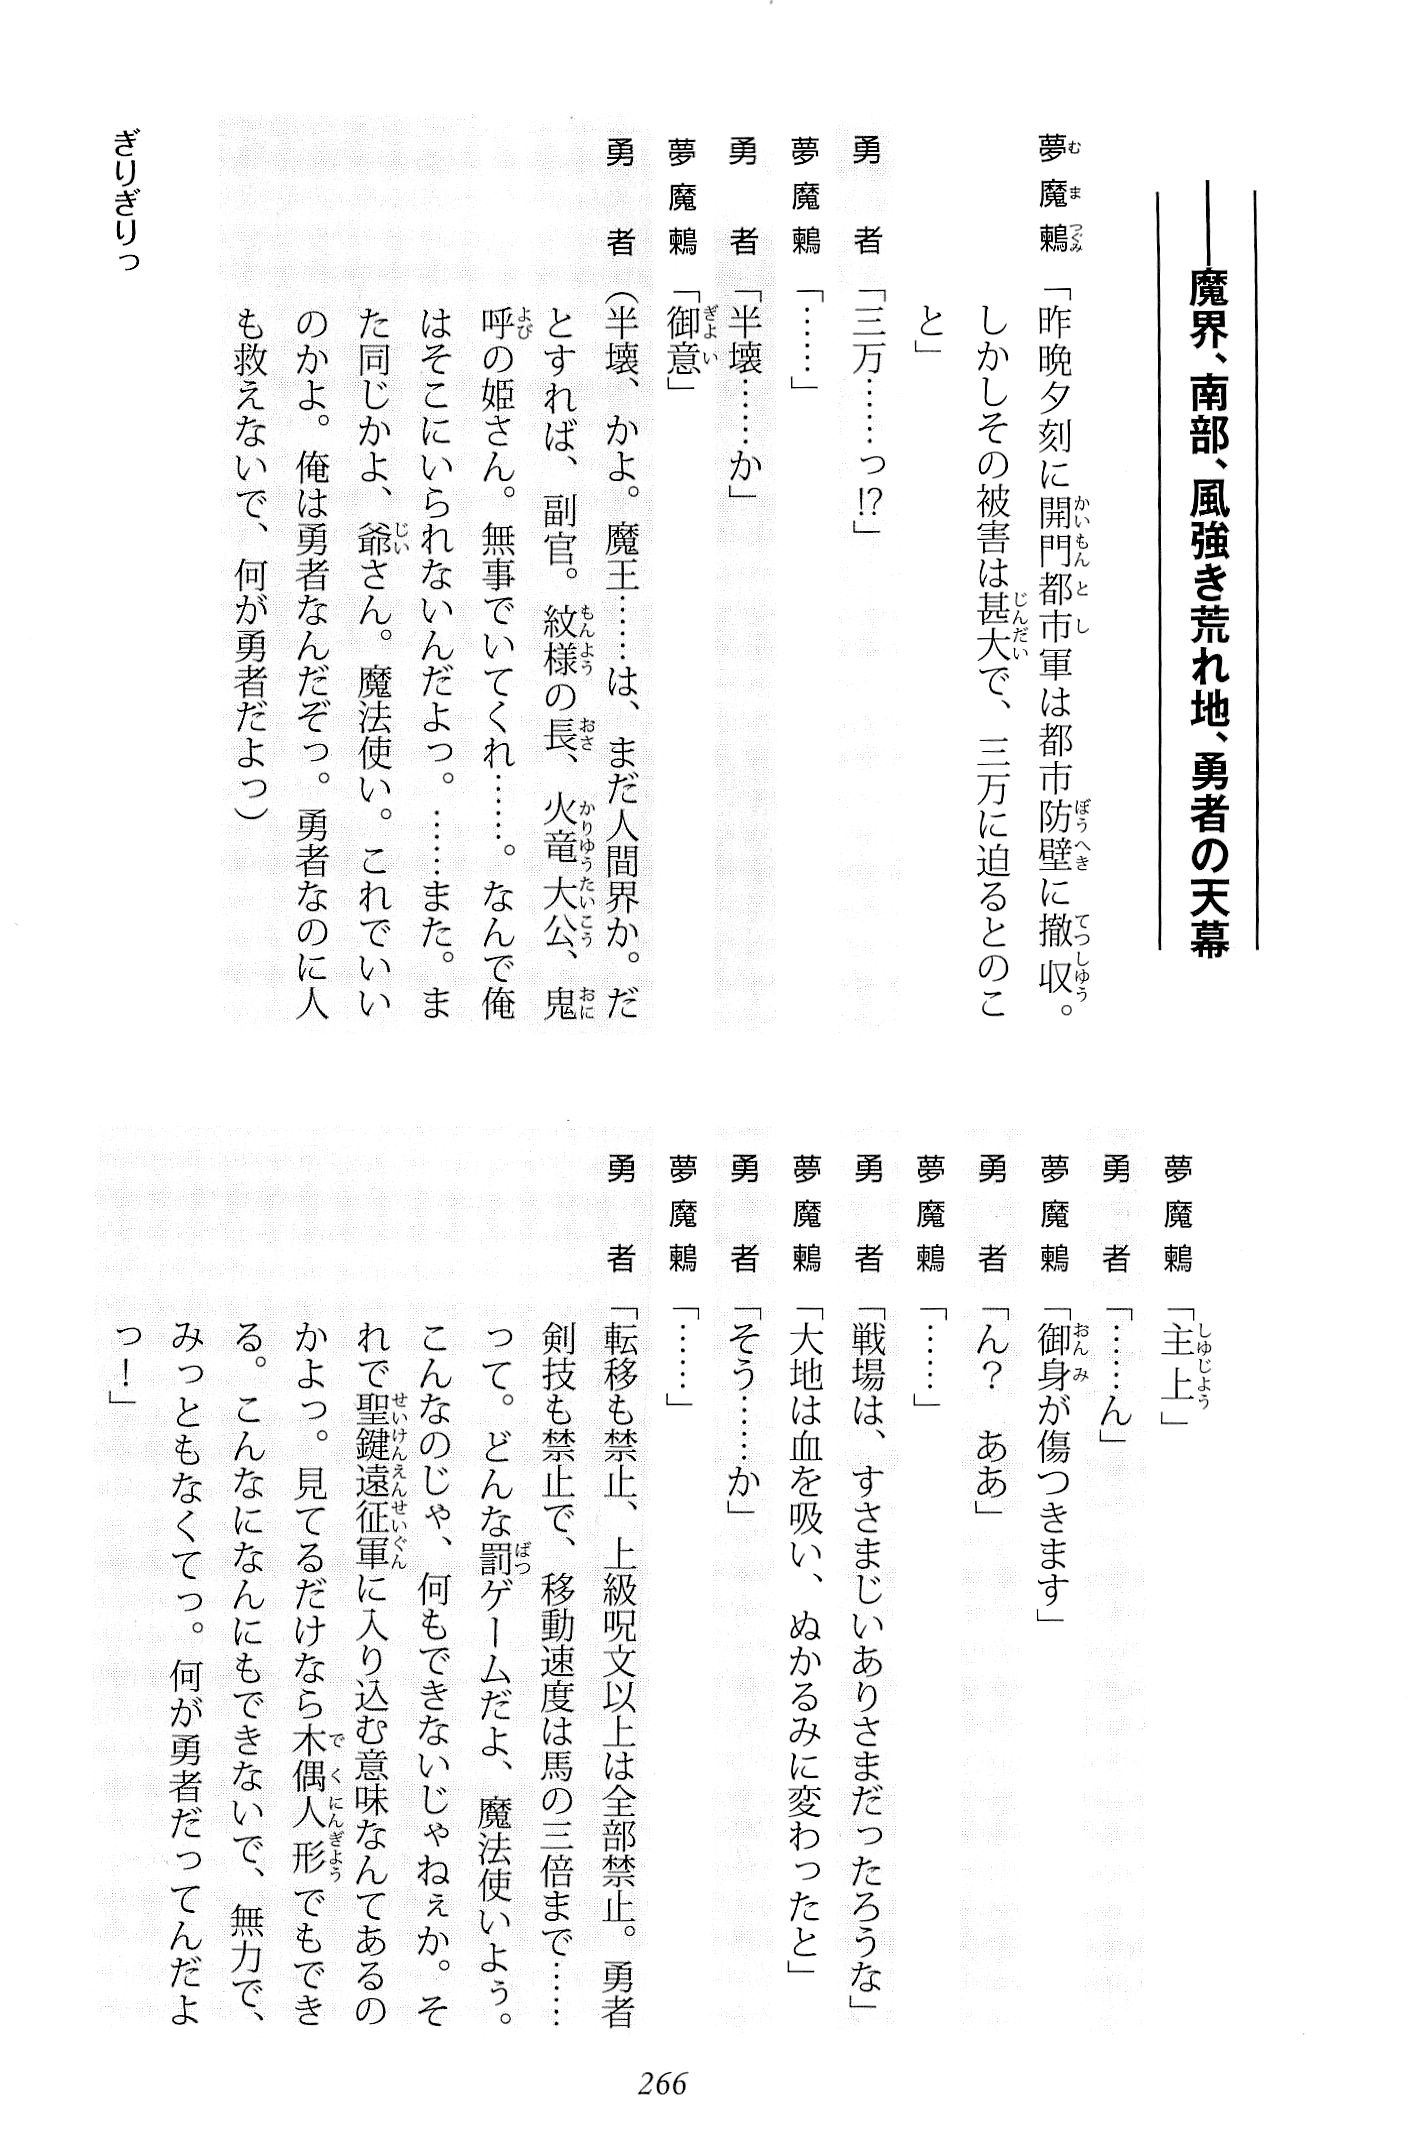 ――魔界、南部、風強き荒れ地、勇者の天幕
夢魔鶫「昨晩夕刻に開門都市軍は都市防壁に撤収。
しかしその被害は甚大で、三万に迫るとのこ
と」
勇者「三万……っ!?」
夢魔鶫「……」
勇者「半壊……か」
夢魔鶫「御意」
勇者（半壊、かよ。魔王……は、まだ人間界か。だ
とすれば、副官。紋様の長、火竜大公、鬼
呼の姫さん。無事でいてくれ……。なんで俺
はそこにいられないんだよっ。……また。ま
た同じかよ、爺さん。魔法使い。これでいい
のかよ。俺は勇者なんだぞっ。勇者なのに人
も救えないで、何が勇者だよっ）
ぎりぎりっ
夢魔鶫「主上」
勇者「……ん」
夢魔鶫「御身が傷つきます」
勇者「ん？　ああ」
夢魔鶫「……」
勇者「戦場は、すさまじいありさまだったろうな」
夢魔鶫「大地は血を吸い、ぬかるみに変わったと」
勇者「そう……か」
夢魔鶫「……」
勇者「転移も禁止、上級呪文以上は全部禁止。勇者
剣技も禁止で、移動速度は馬の三倍まで……
って。どんな罰ゲームだよ、魔法使いよぅ。
こんなのじゃ、何もできないじゃねぇか。そ
れで聖鍵遠征軍に入り込む意味なんてあるの
かよっ。見てるだけなら木偶人形でもでき
る。こんなになんにもできないで、無力で、
みっともなくてっ。何が勇者だってんだよ
っ！」
266